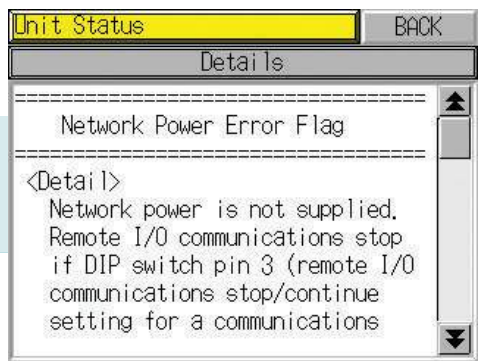 Unit Status
BACK
Details
================================
Network Power Error Flag
================================
<Detail>
Network power is not supplied.
Remote I/O communications stop
if DIP switch pin 3 (remote I/O
communications stop/continue
setting for a communications